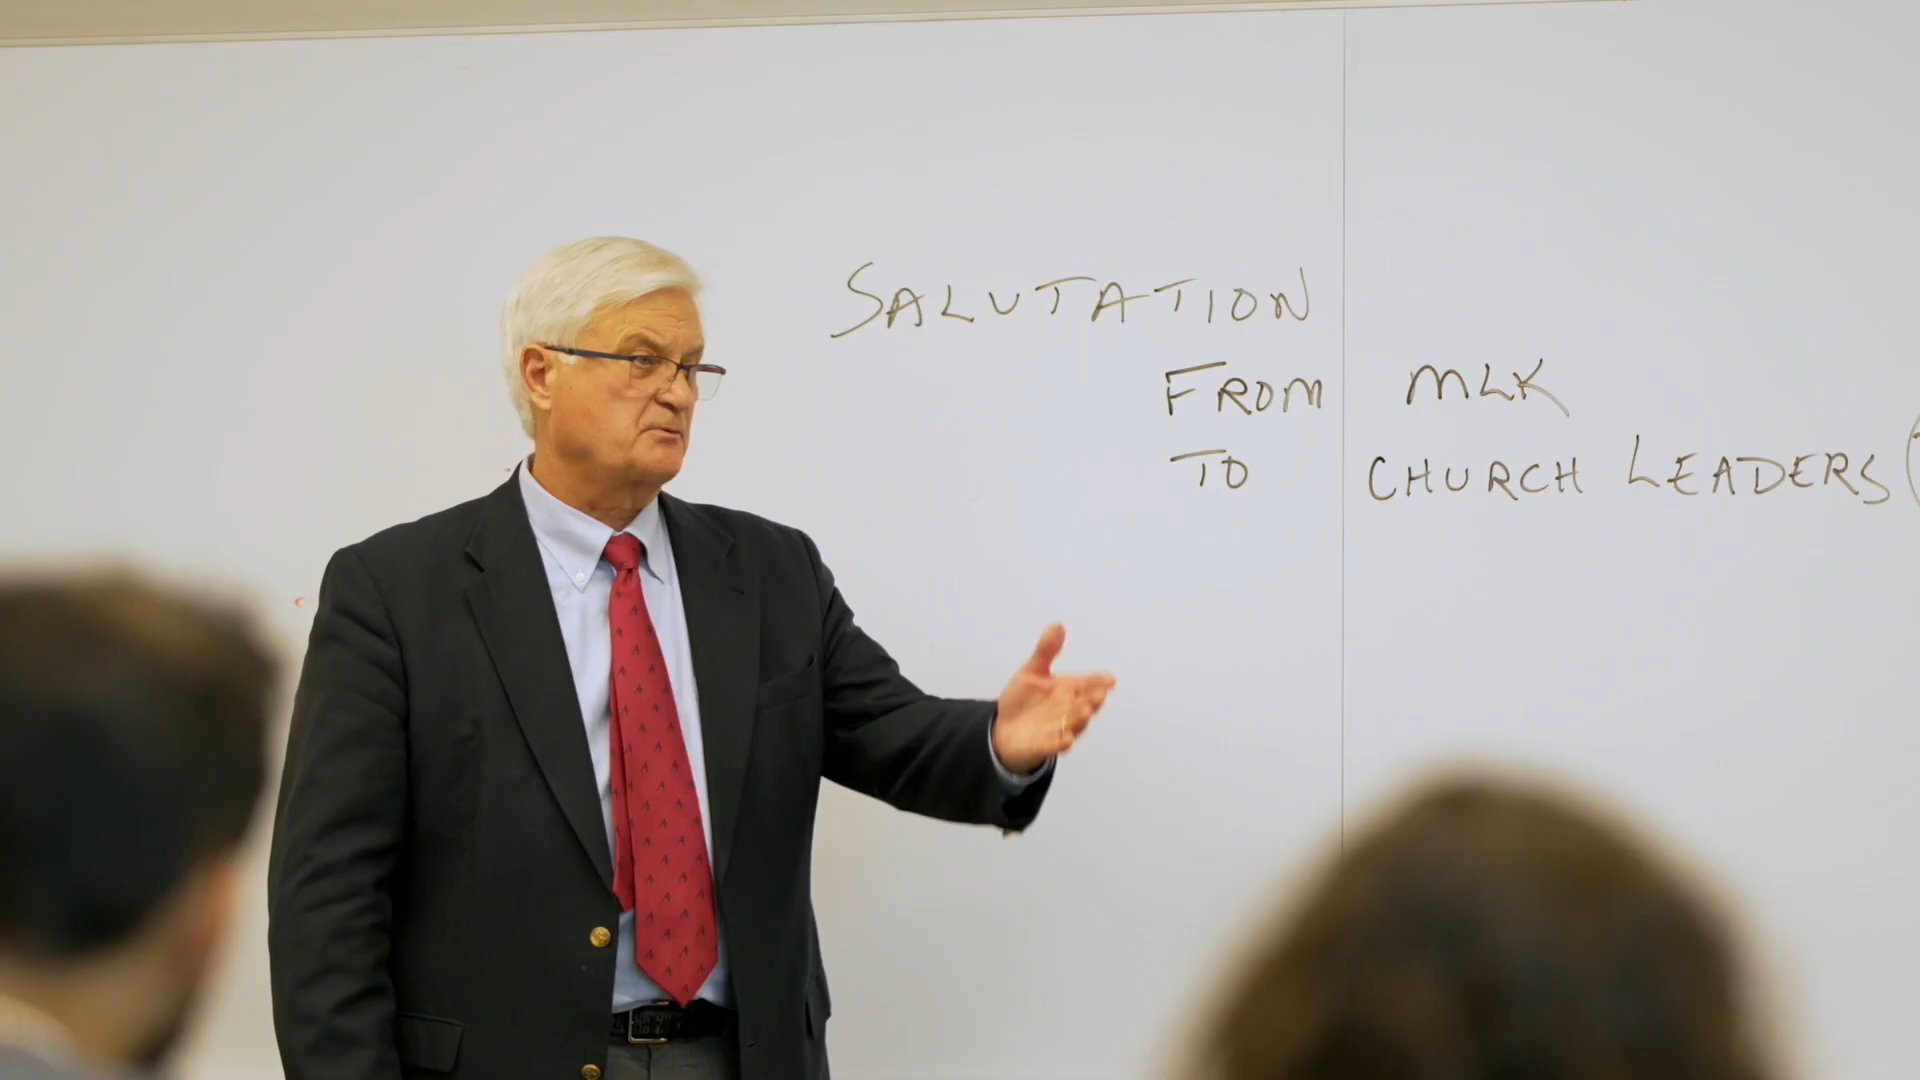 SALUTATION
FROM MLK
TO CHURCH LEADERS (